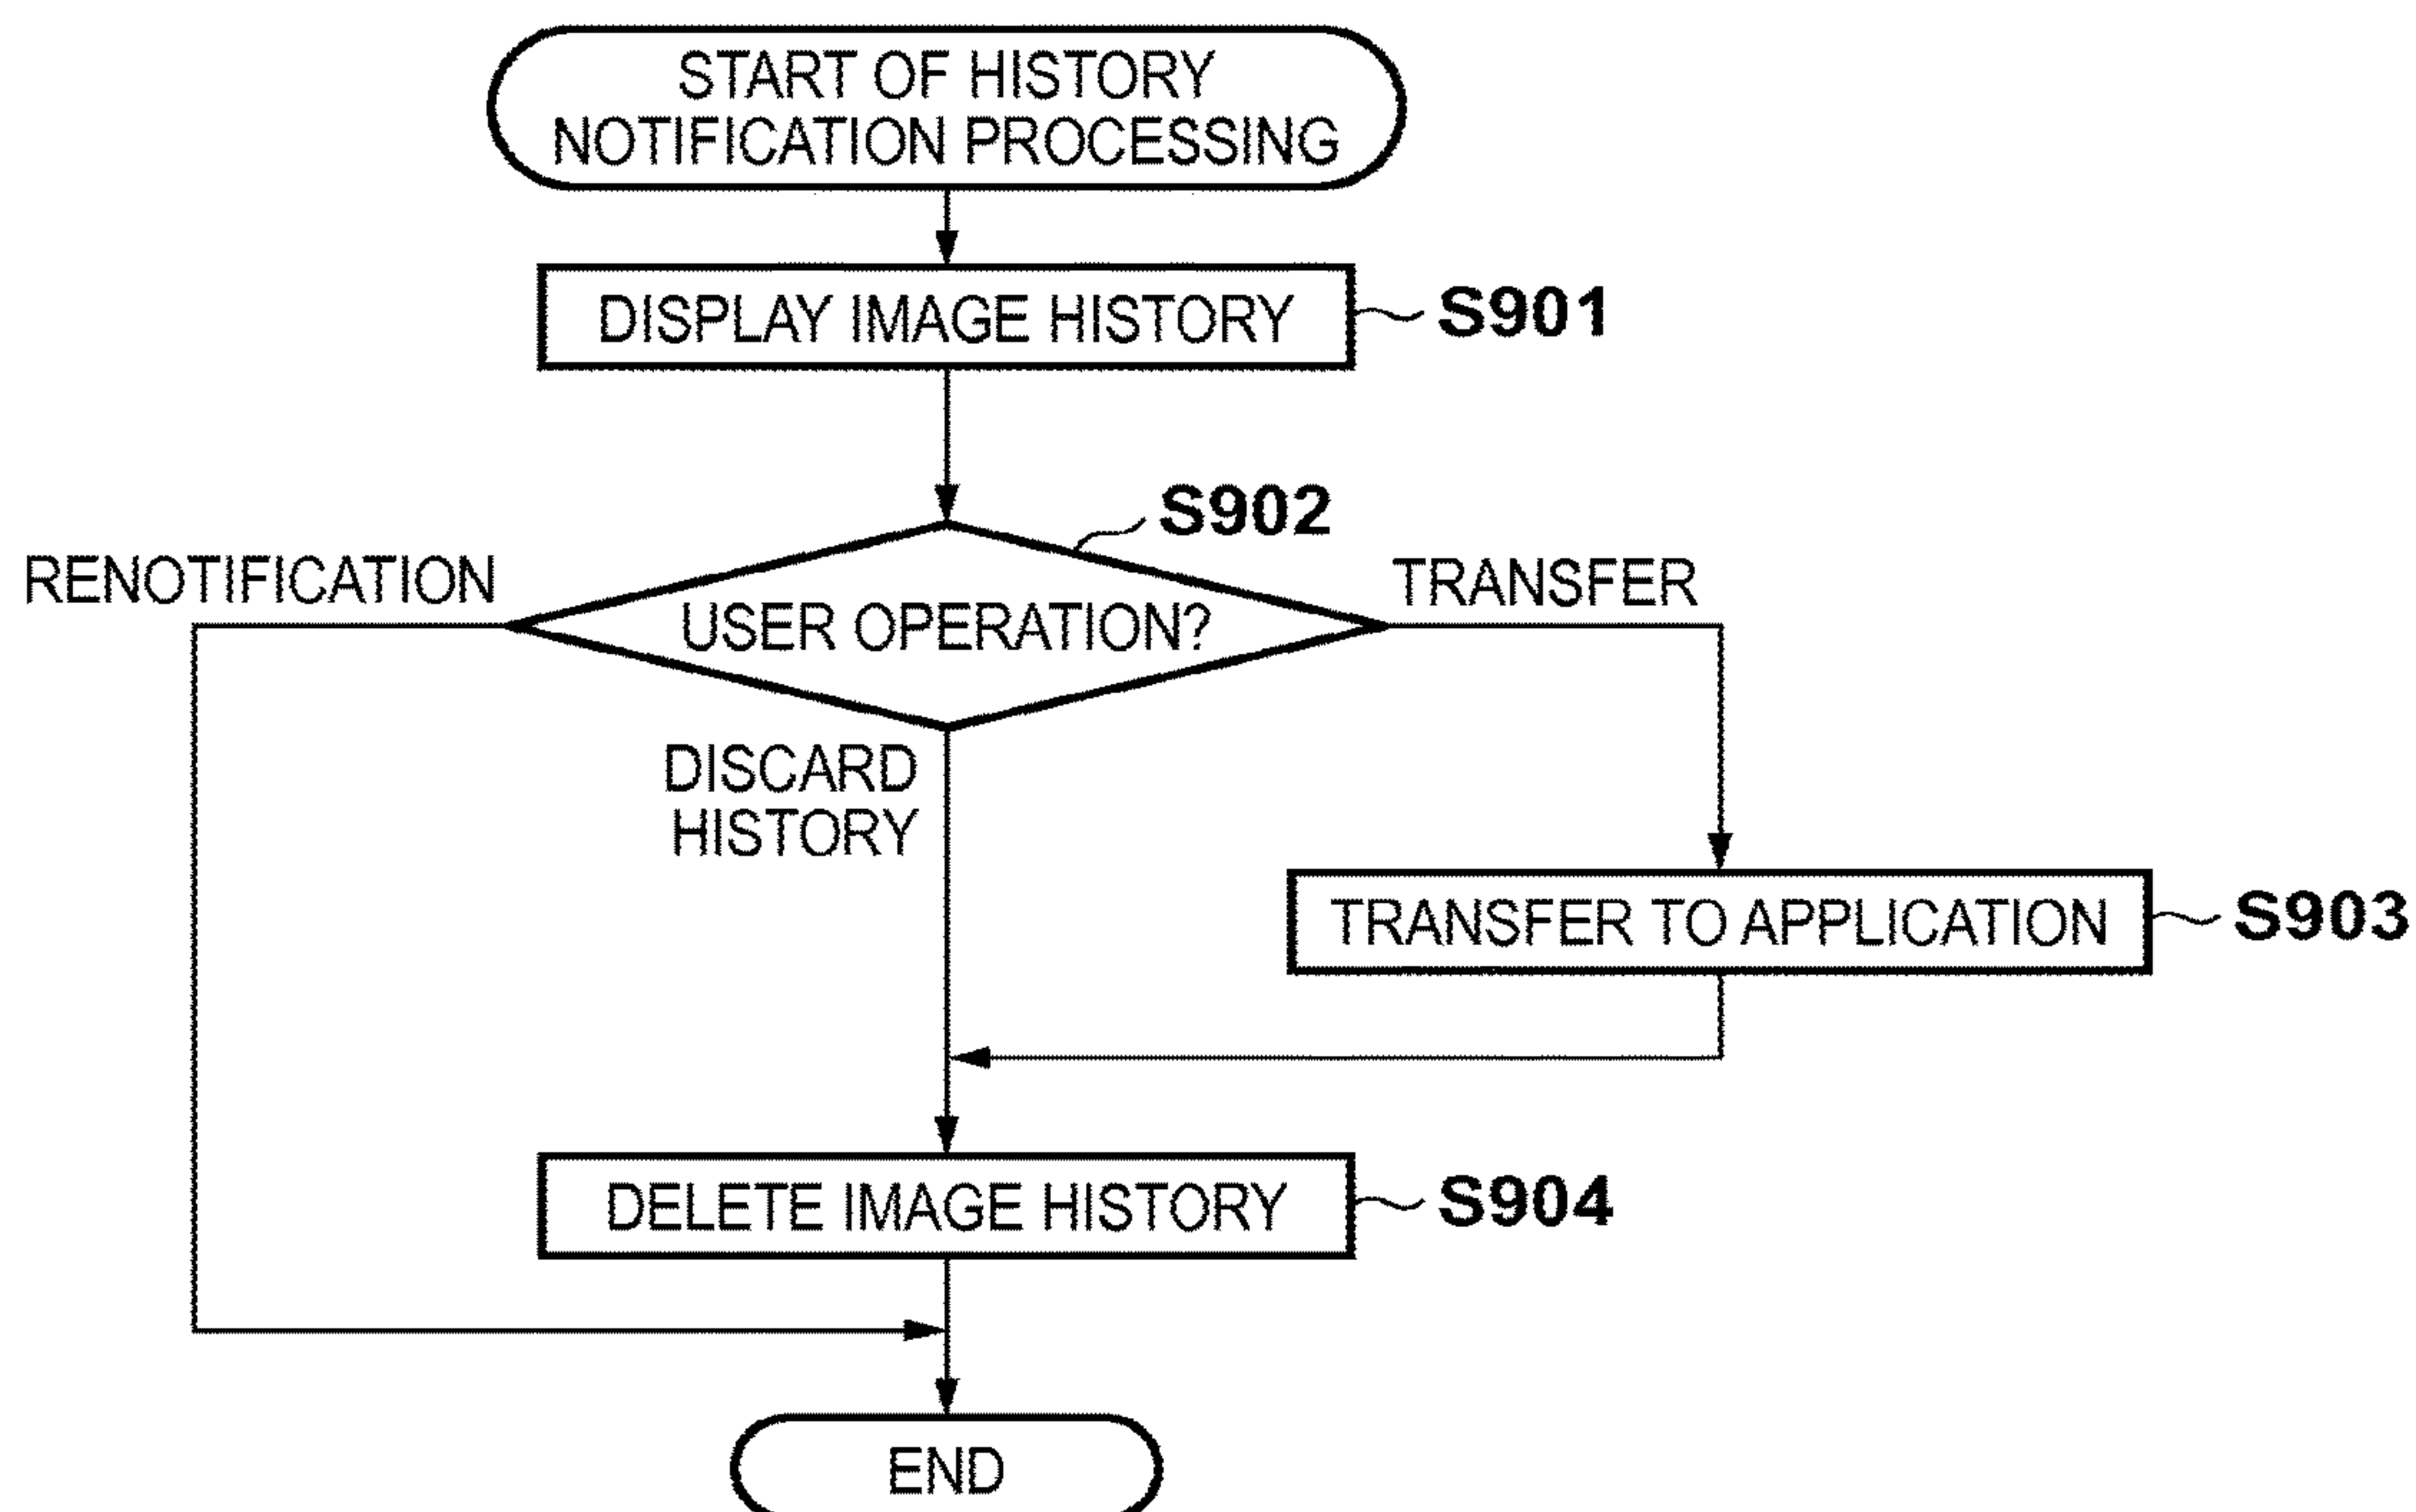 START OF HISTORY
NOTIFICATION PROCESSING
DISPLAY IMAGE HISTORY
S901
S902
RENOTIFICATION
USER OPERATION?
TRANSFER
DISCARD
HISTORY
TRANSFER TO APPLICATION
S903
DELETE IMAGE HISTORY
S904
END